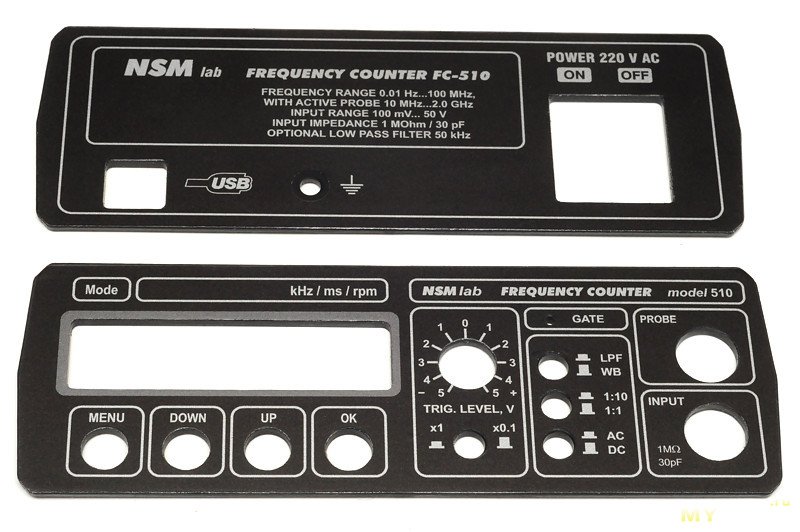 NSM lab FREQUENCY COUNTER FC-510
FREQUENCY RANGE 0.01 Hz...100 MHz,
WITH ACTIVE PROBE 10 MHz...2.0 GHz
INPUT RANGE 100 mV... 50 V
INPUT IMPEDANCE 1 MOhm / 30 pF
OPTIONAL LOW PASS FILTER 50 kHz
POWER 220 V AC
ON OFF
USB
Mode kHz / ms / rpm
NSM lab FREQUENCY COUNTER model 510
MENU DOWN UP OK
1 0 1
2 2
3 3
4 4
- 5 5 +
TRIG. LEVEL, V
x1 x0.1
GATE
LPF
WB
1:10
1:1
AC
DC
PROBE
INPUT
1MΩ
30pF
MY
.ru